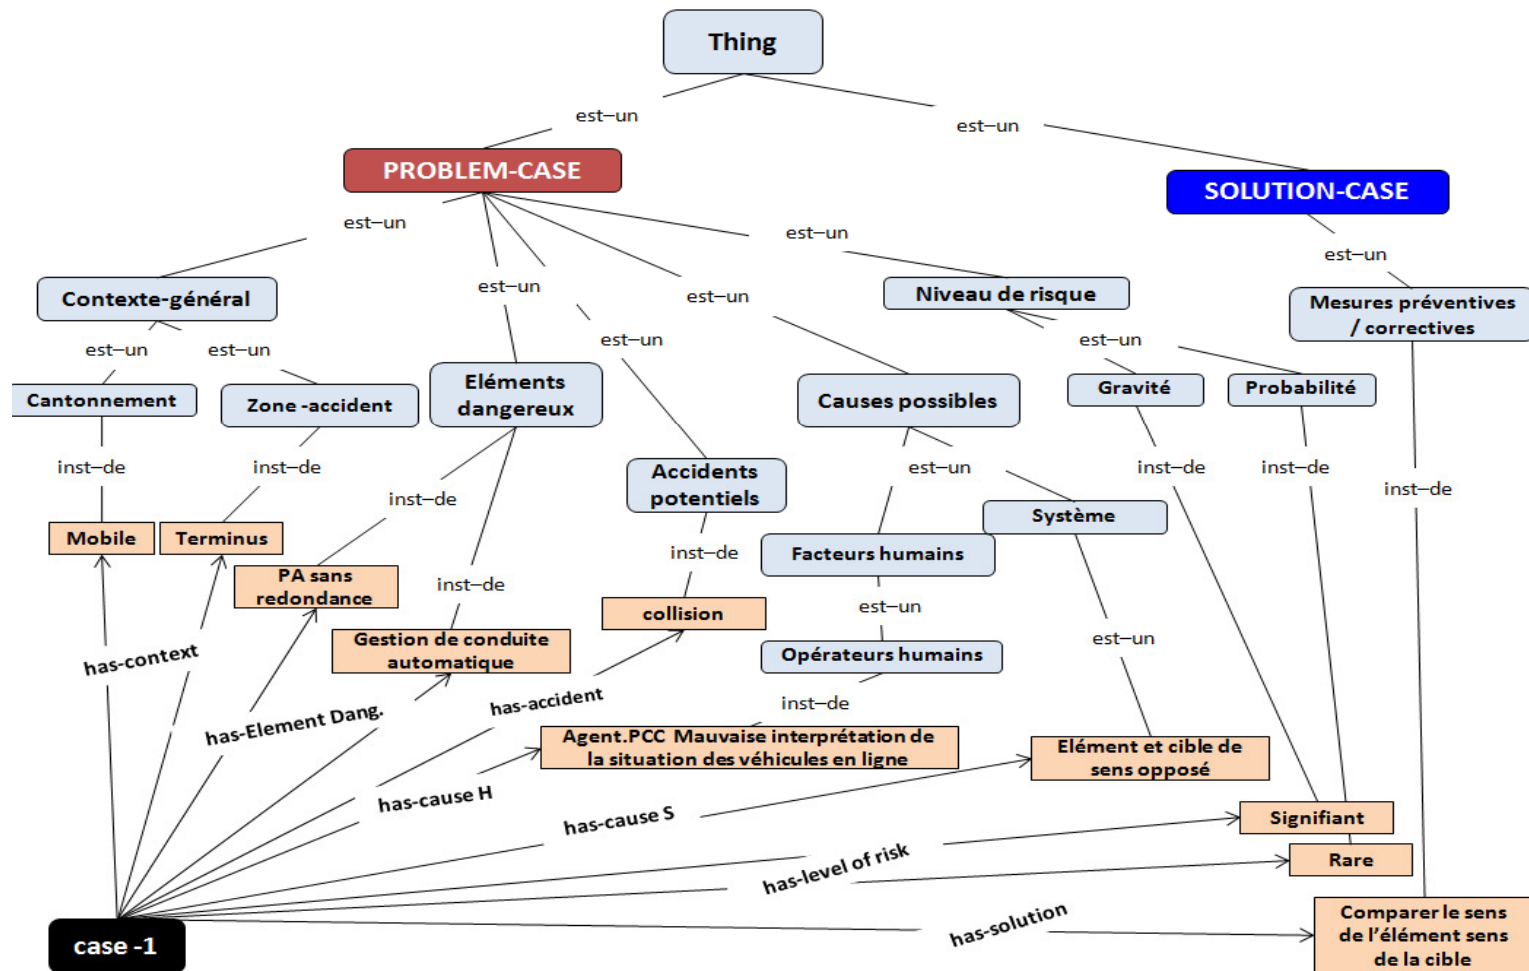 Thing
est–un
est–un
PROBLEM-CASE
SOLUTION-CASE
est–un
est–un
est–un
est–un
est–un
est–un
Contexte-général
Niveau de risque
Mesures préventives
/ correctives
est–un
est–un
est–un
est–un
est–un
Cantonnement
Zone -accident
Eléments
dangereux
Causes possibles
Gravité
Probabilité
inst–de
inst–de
inst–de
Accidents
potentiels
est–un
inst–de
inst–de
inst–de
Mobile
Terminus
Système
Facteurs humains
inst–de
PA sans
redondance
inst–de
collision
est–un
est–un
Gestion de conduite
automatique
Opérateurs humains
has-context
has-Element Dang.
has-accident
inst–de
Agent.PCC Mauvaise interprétation de
la situation des véhicules en ligne
Elément et cible de
sens opposé
has-cause H
has-cause S
Signifiant
has-level of risk
Rare
has-solution
Comparer le sens
de l’élément sens
de la cible
case -1